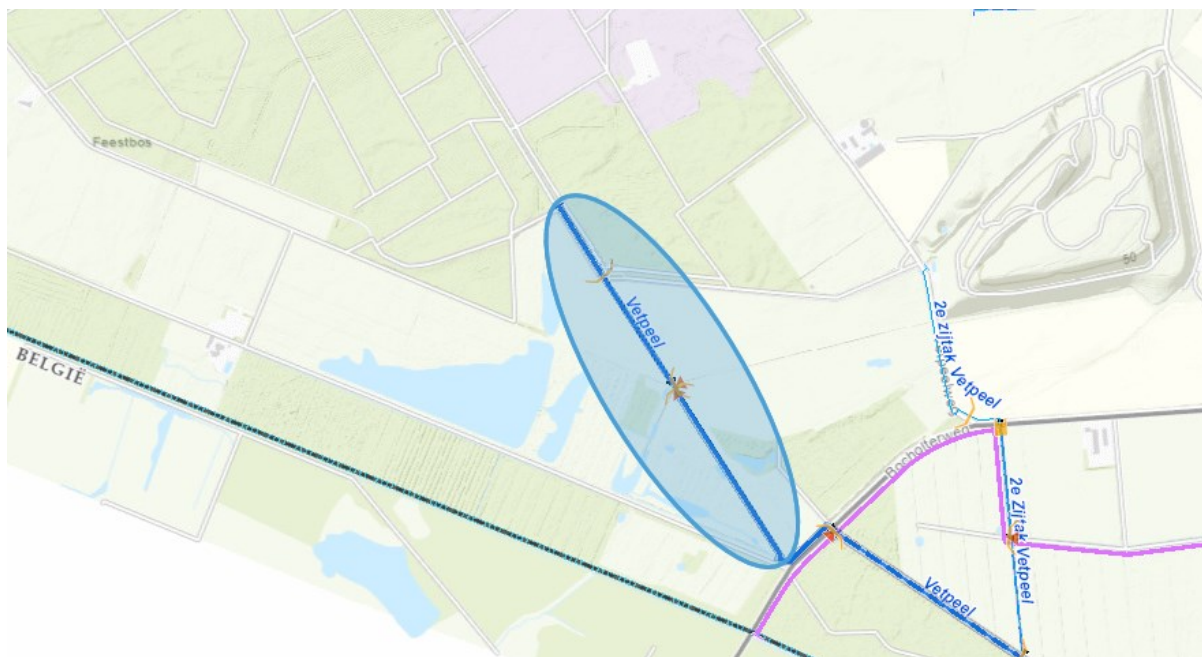 Feestbos
50
Vetpeel
2e zijtak Vetpeel
BELGIË
Bocholterweg
2e Zijtak Vetpeel
Vetpeel